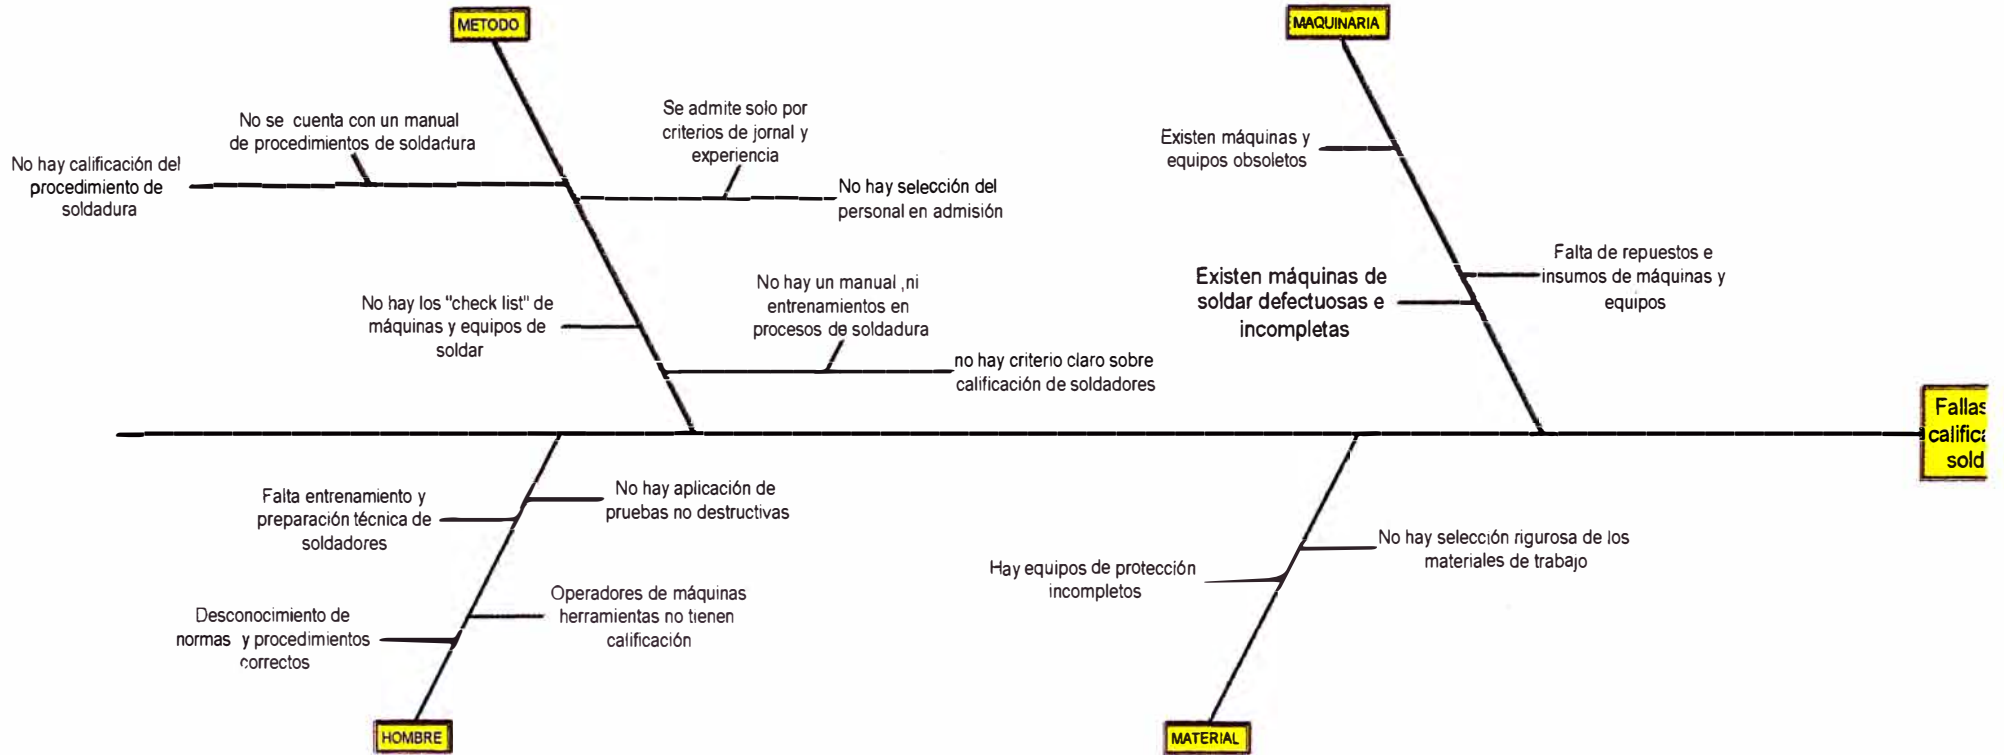 METODO
MAQUINARIA
No se cuenta con un manual
de procedimientos de soldadura
No hay calificación del
procedimiento de
soldadura
Se admite solo por
criterios de jornal y
experiencia
No hay selección del
personal en admisión
No hay los "check list" de
máquinas y equipos de
soldar
No hay un manual ,ni
entrenamientos en
procesos de soldadura
no hay criterio claro sobre
calificación de soldadores
Existen máquinas y
equipos obsoletos
Existen máquinas de
soldar defectuosas e
incompletas
Falta de repuestos e
insumos de máquinas y
equipos
Fallas
califica
sold
Falta entrenamiento y
preparación técnica de
soldadores
No hay aplicación de
pruebas no destructivas
Desconocimiento de
normas y procedimientos
correctos
Operadores de máquinas
herramientas no tienen
calificación
Hay equipos de protección
incompletos
No hay selección rigurosa de los
materiales de trabajo
HOMBRE
MATERIAL